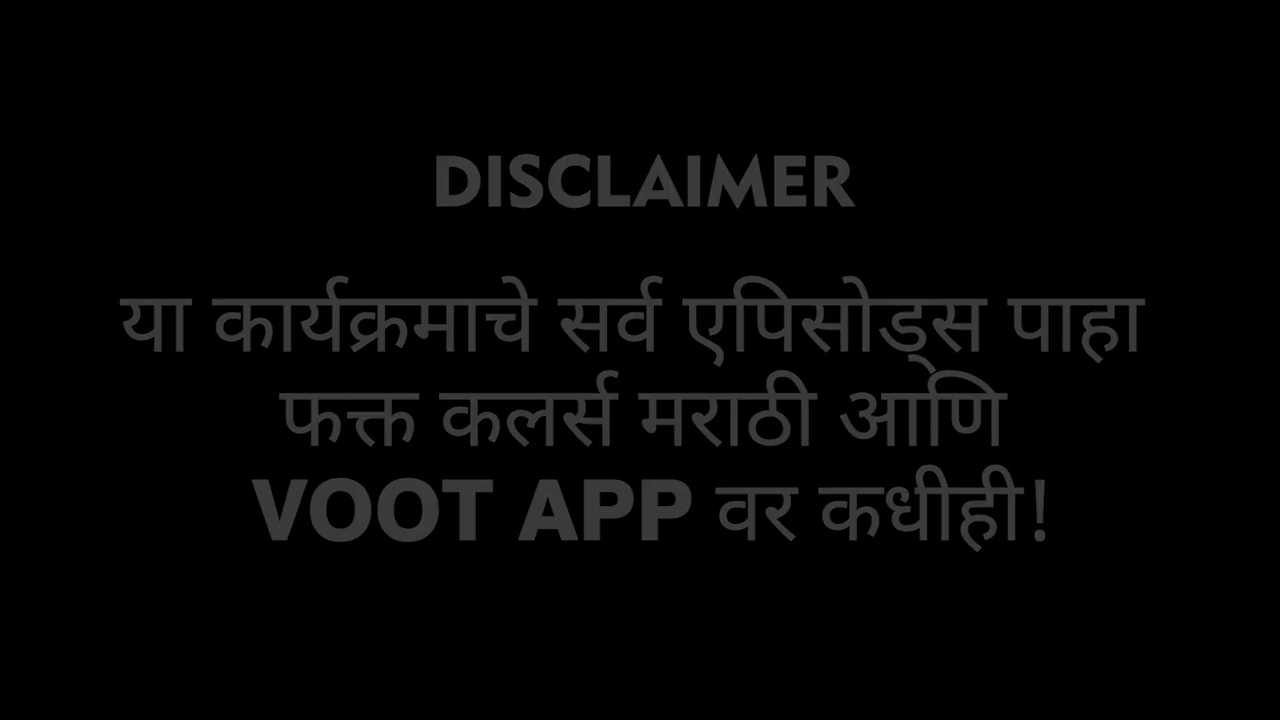 DISCLAIMER
या कार्यक्रमाचे सर्व एपिसोड्स पाहा
फक्त कलर्स मराठी आणि
VOOT APP वर कधीही!